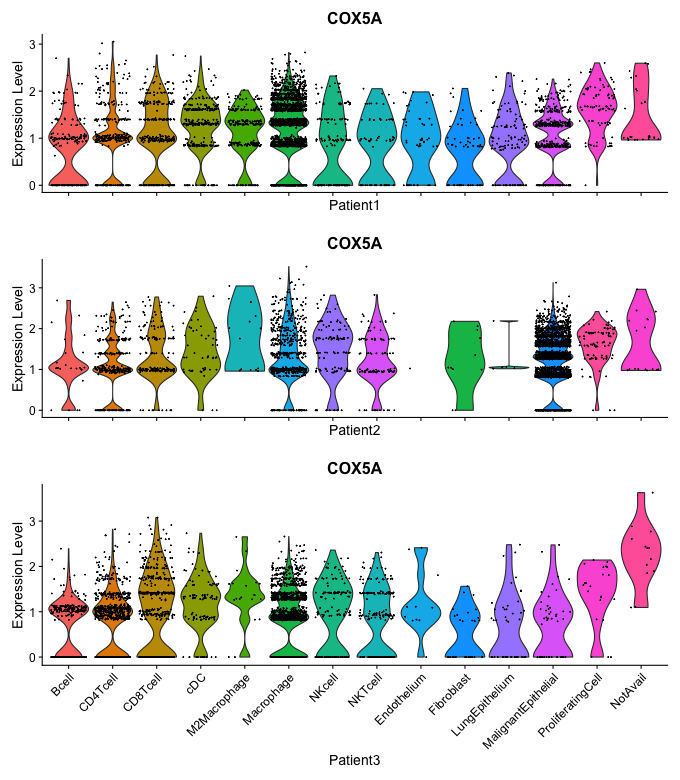 COX5A
Expression Level
3
2
1
0
Patient1
COX5A
Expression Level
3
2
1
0
Patient2
COX5A
Expression Level
3
2
1
0
Bcell
CD4Tcell
CD8Tcell
cDC
M2Macrophage
Macrophage
NKcell
NKTcell
Endothelium
Fibroblast
LungEpithelium
MalignantEpithelial
ProliferatingCell
NotAvail
Patient3